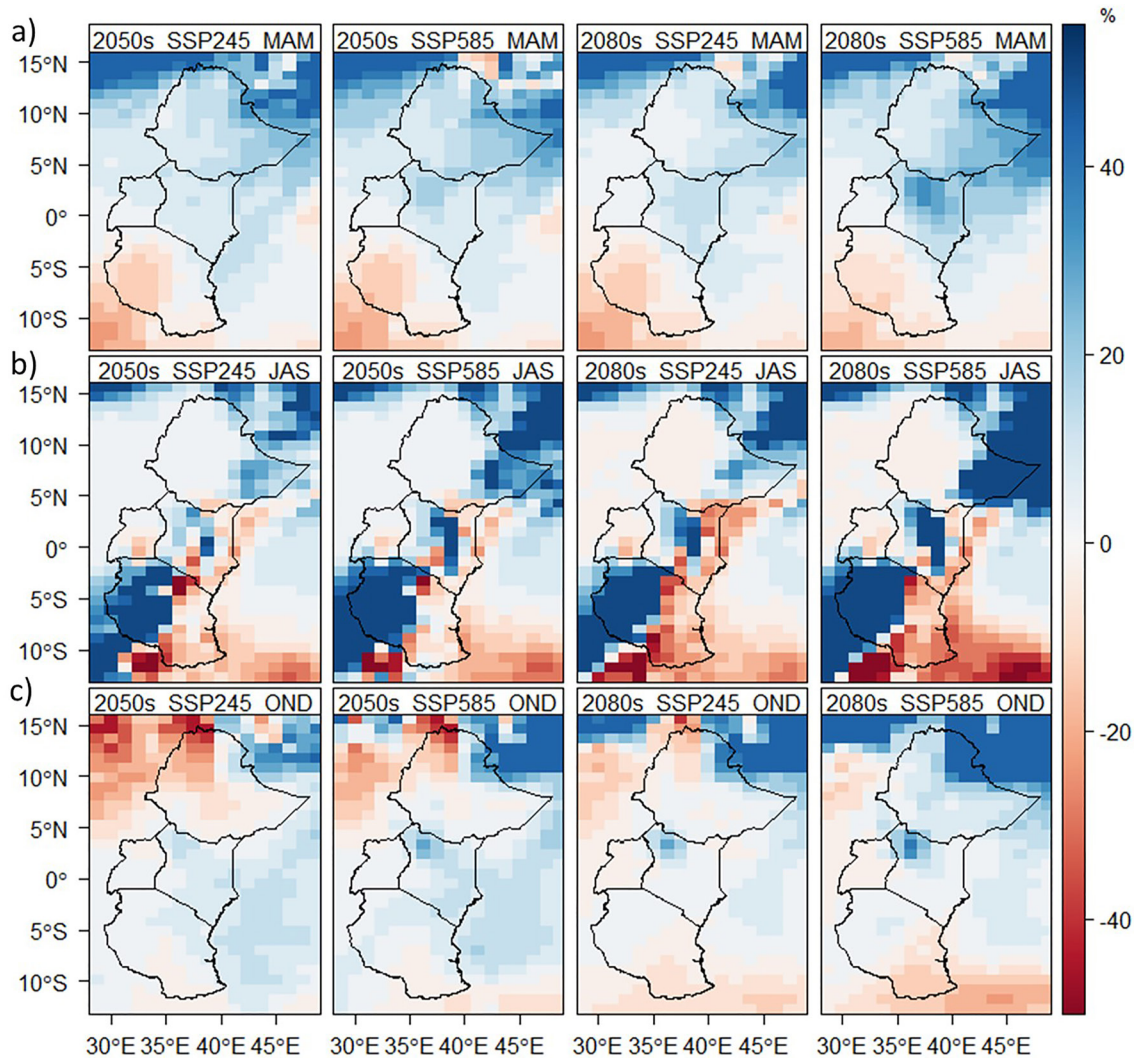 a)
2050s SSP245 MAM
2050s SSP585 MAM
2080s SSP245 MAM
2080s SSP585 MAM
%
15°N
10°N
5°N
0°
5°S
10°S
b)
2050s SSP245 JAS
2050s SSP585 JAS
2080s SSP245 JAS
2080s SSP585 JAS
15°N
10°N
5°N
0°
5°S
10°S
c)
2050s SSP245 OND
2050s SSP585 OND
2080s SSP245 OND
2080s SSP585 OND
15°N
10°N
5°N
0°
5°S
10°S
30°E 35°E 40°E 45°E
30°E 35°E 40°E 45°E
30°E 35°E 40°E 45°E
30°E 35°E 40°E 45°E
40
20
0
-20
-40